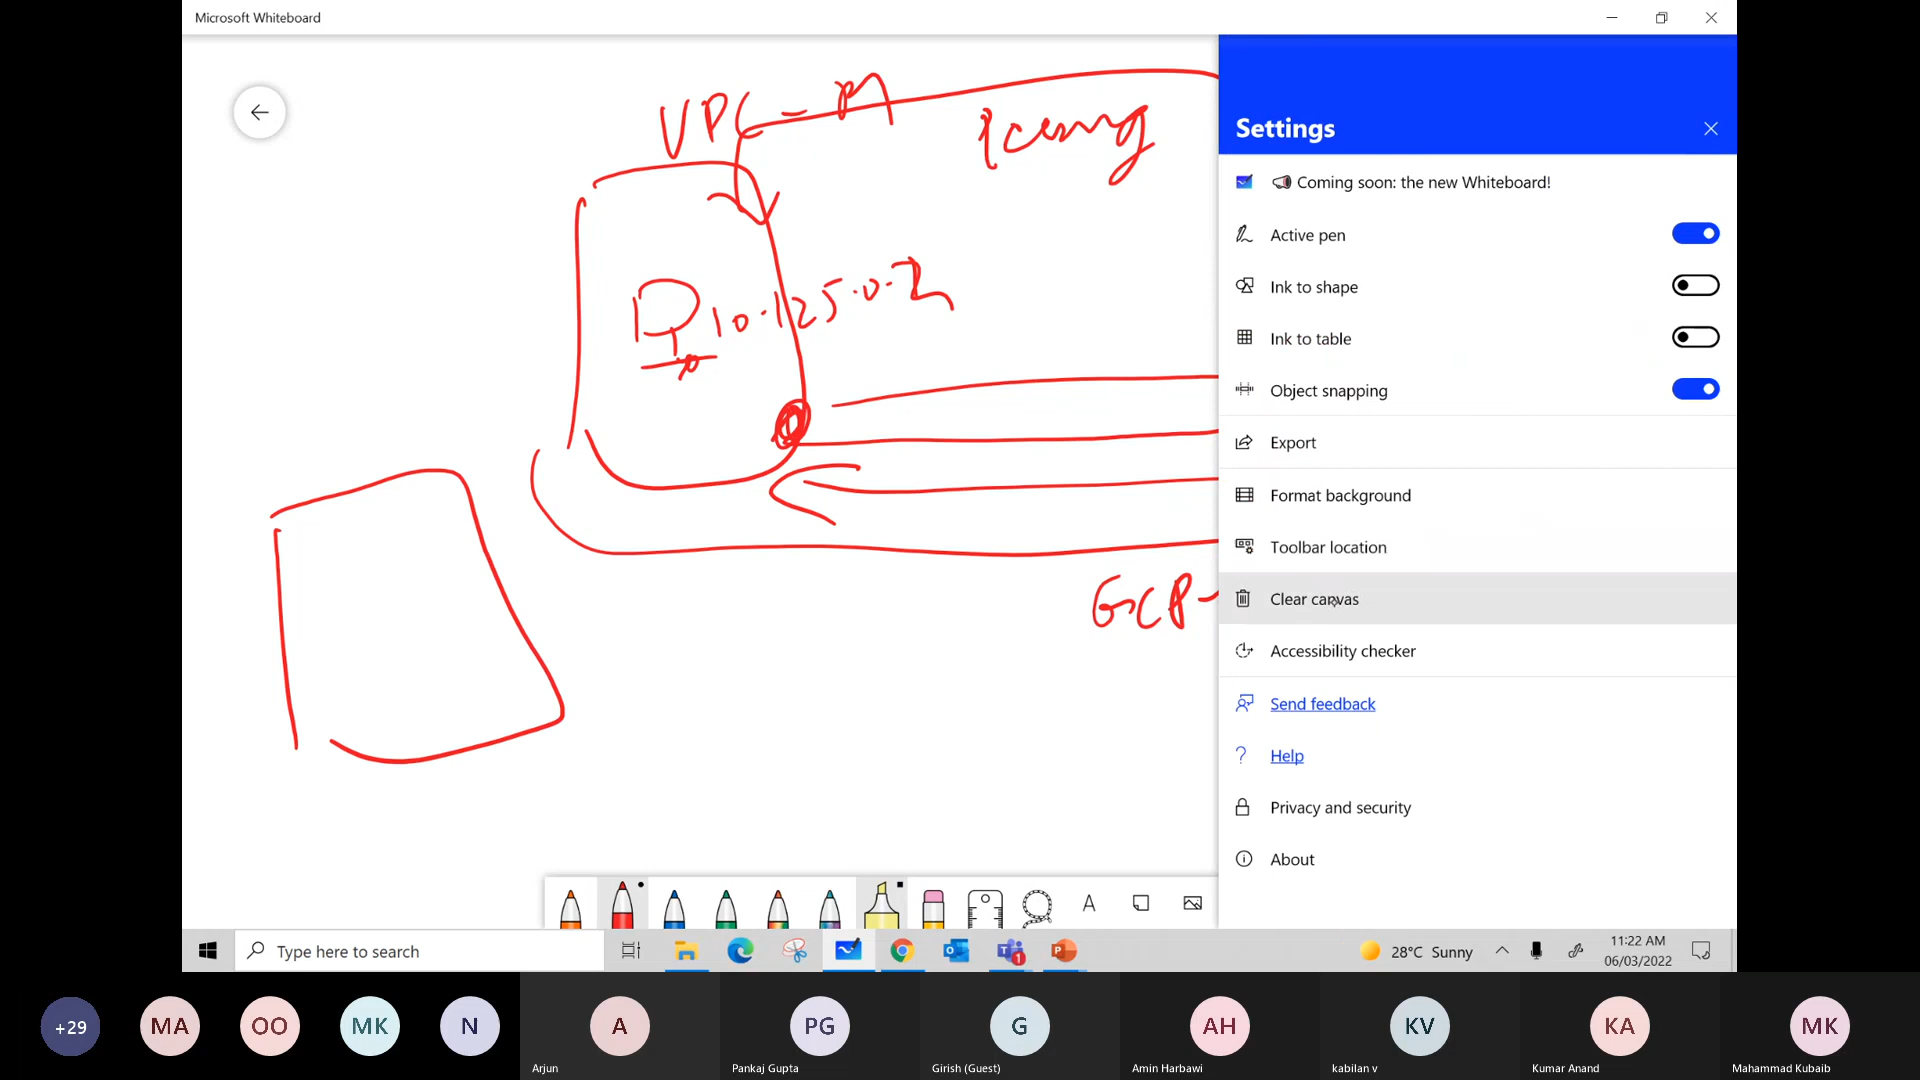 Microsoft Whiteboard
VPC - M
10.125.0.2
GCP-
Settings
Coming soon: the new Whiteboard!
Active pen
Ink to shape
Ink to table
Object snapping
Export
Format background
Toolbar location
Clear canvas
Accessibility checker
Send feedback
Help
Privacy and security
About
A
Type here to search
1
28°C Sunny
11:22 AM
06/03/2022
+29
MA
OO
MK
N
A
PG
G
AH
KV
KA
MK
Arjun
Pankaj Gupta
Girish (Guest)
Amin Harbawi
kabilan v
Kumar Anand
Mahammad Kubaib